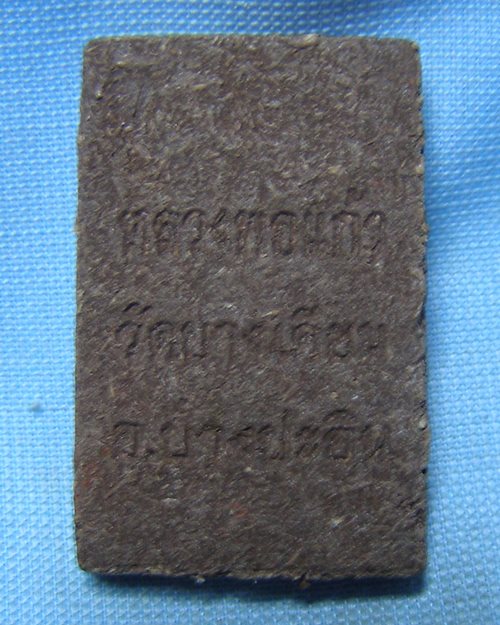 หลวงพ่อแก้ว
วัดบางเคียน
อ.บางปะอิน